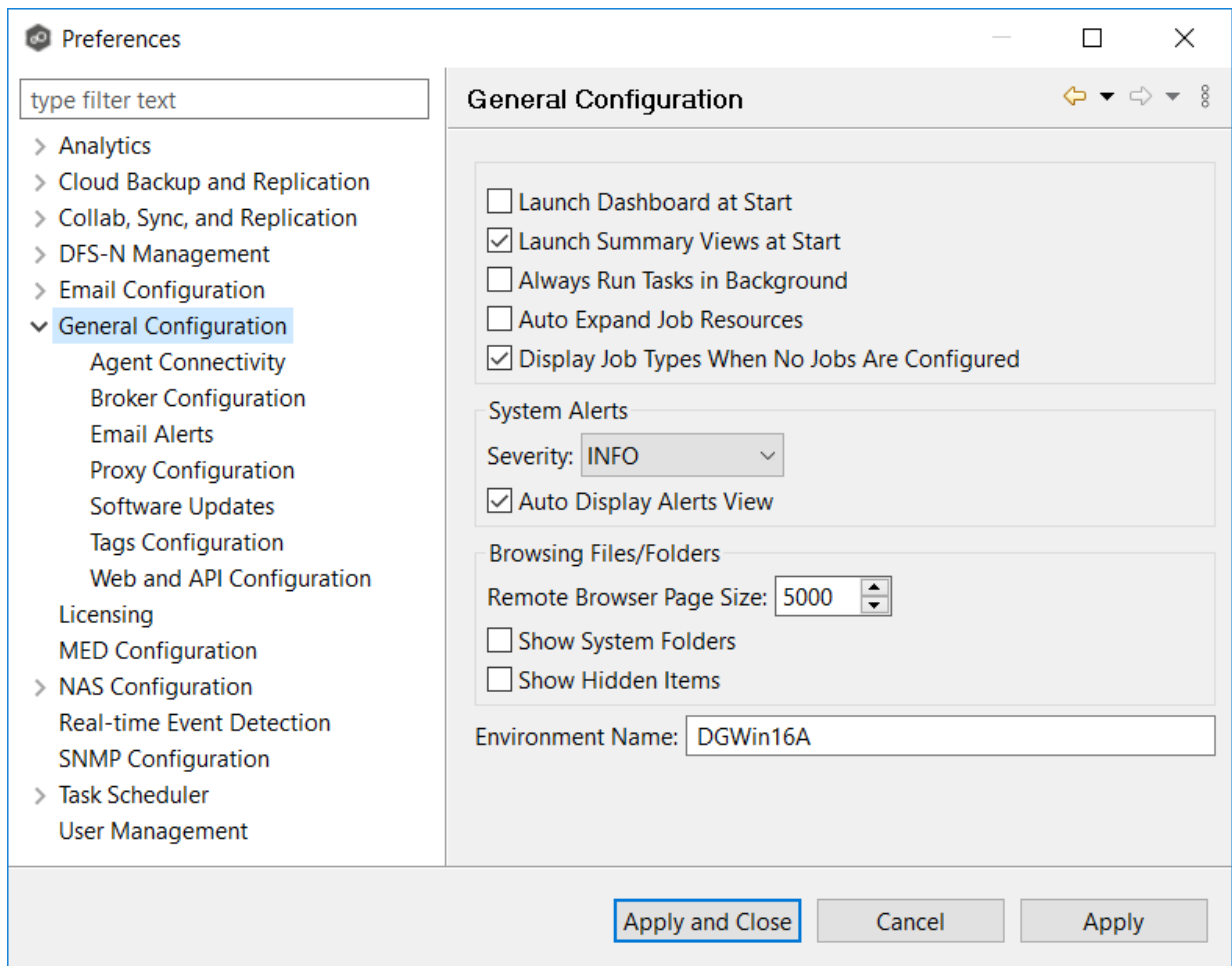 Preferences
type filter text
Analytics
Cloud Backup and Replication
Collab, Sync, and Replication
DFS-N Management
Email Configuration
General Configuration
Agent Connectivity
Broker Configuration
Email Alerts
Proxy Configuration
Software Updates
Tags Configuration
Web and API Configuration
Licensing
MED Configuration
NAS Configuration
Real-time Event Detection
SNMP Configuration
Task Scheduler
User Management
General Configuration
Launch Dashboard at Start
Launch Summary Views at Start
Always Run Tasks in Background
Auto Expand Job Resources
Display Job Types When No Jobs Are Configured
System Alerts
Severity: INFO
Auto Display Alerts View
Browsing Files/Folders
Remote Browser Page Size: 5000
Show System Folders
Show Hidden Items
Environment Name: DGWin16A
Apply and Close Cancel Apply